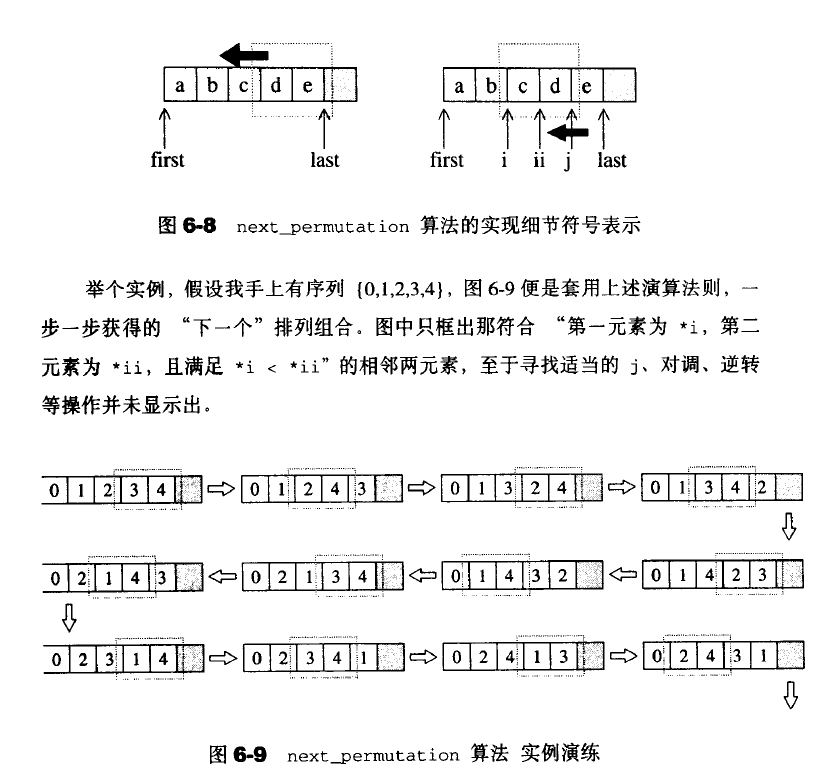 a b c d e
a b c d e
first last
first i ii j last
图 6-8 next_permutation 算法的实现细节符号表示
举个实例，假设我手上有序列 {0,1,2,3,4}，图 6-9 便是套用上述演算法则，一
步一步获得的 “下一个”排列组合。图中只框出那符合 “第一元素为 *i，第二
元素为 *ii，且满足 *i < *ii”的相邻两元素，至于寻找适当的 j、对调、逆转
等操作并未显示出。
0 1 2 3 4
0 1 2 4 3
0 1 3 2 4
0 1 3 4 2
0 2 1 4 3
0 2 1 3 4
0 1 4 3 2
0 1 4 2 3
0 2 3 1 4
0 2 3 4 1
0 2 4 1 3
0 2 4 3 1
图 6-9 next_permutation 算法 实例演练